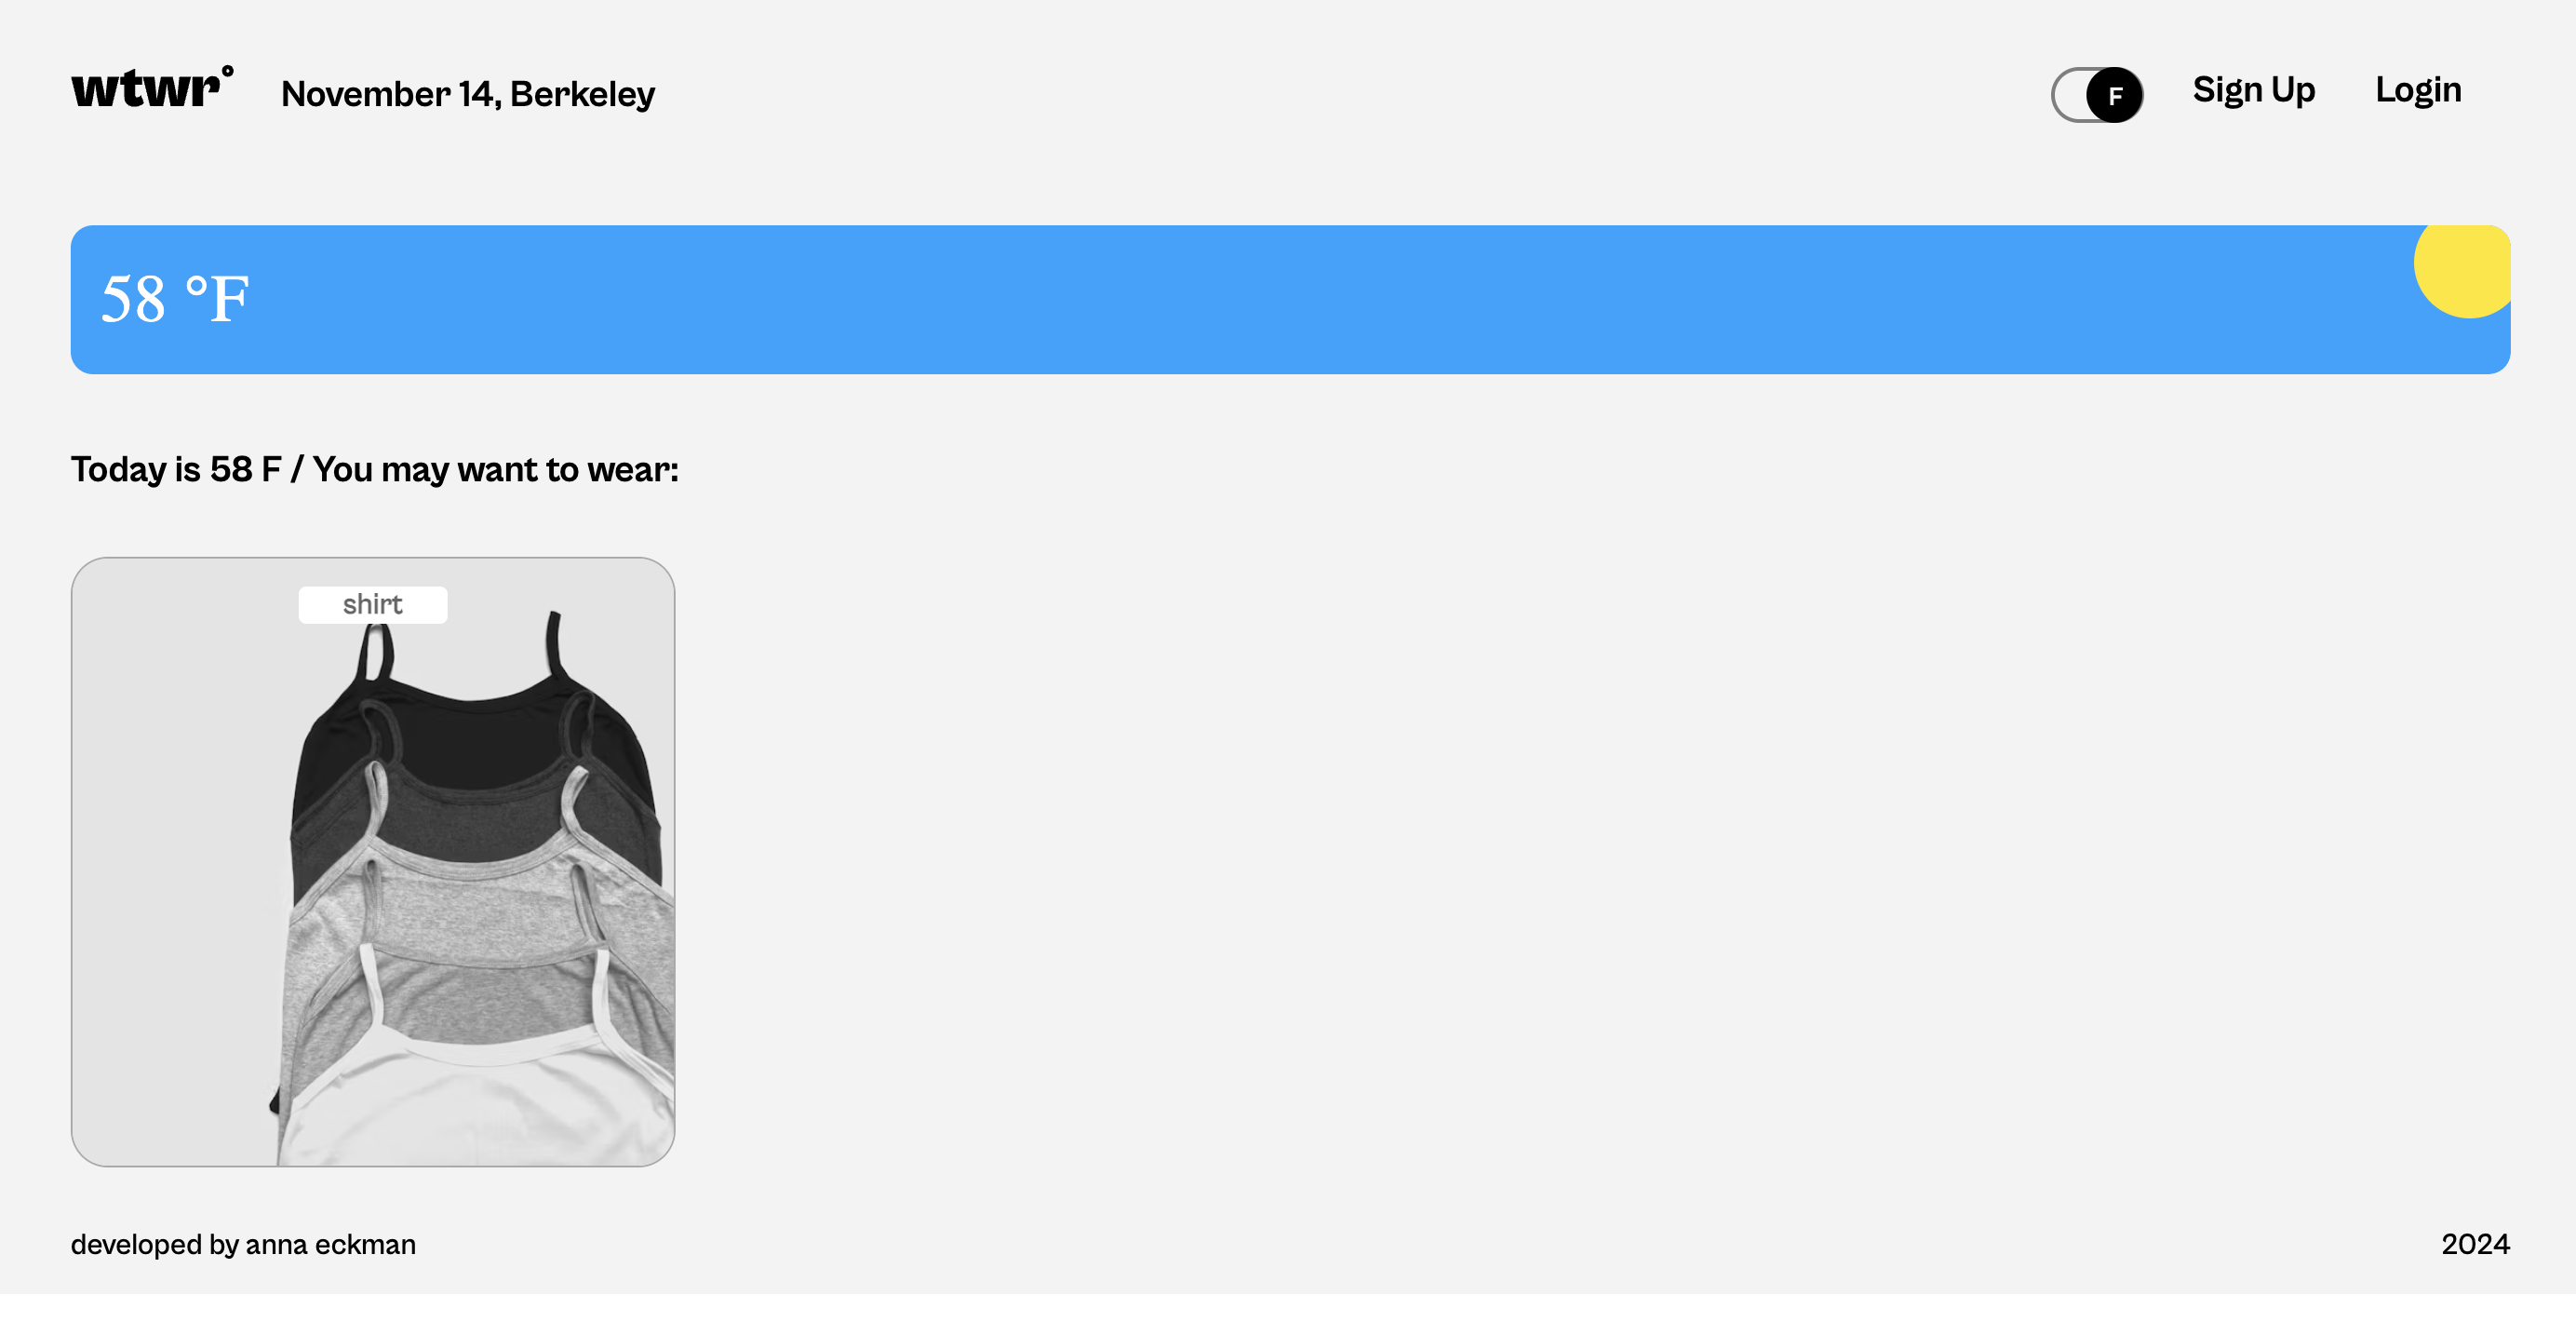 wtwr°
November 14, Berkeley
F
Sign Up
Login
58 °F
Today is 58 F / You may want to wear:
shirt
developed by anna eckman
2024